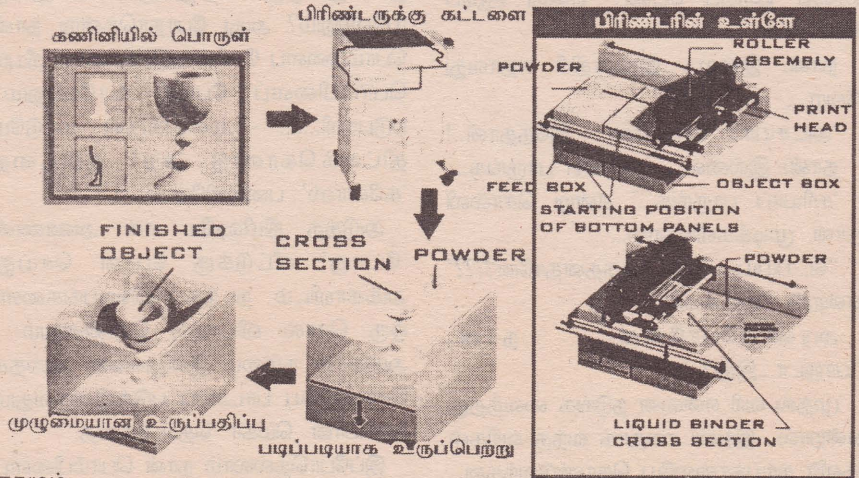 கணினியில் பொருள்
பிரிண்டருக்கு கட்டளை
FINISHED
OBJECT
CROSS
SECTION
POWDER
முழுமையான உருப்பதிப்பு
படிப்படியாக உருப்பெற்று
பிரிண்டரின் உள்ளே
ROLLER
ASSEMBLY
POWDER
PRINT
HEAD
FEED BOX
OBJECT BOX
STARTING POSITION
OF BOTTOM PANELS
POWDER
LIQUID BINDER
CROSS SECTION